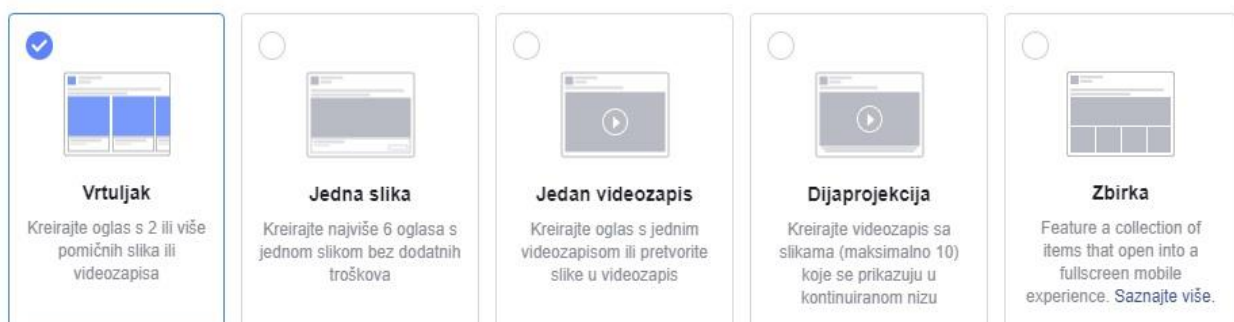 Vrtuljak
Kreirajte oglas s 2 ili više
pomičnih slika ili
videozapisa
Jedna slika
Kreirajte najviše 6 oglasa s
jednom slikom bez dodatnih
troškova
Jedan videozapis
Kreirajte oglas s jednim
videozapisom ili pretvorite
slike u videozapis
Dijaprojekcija
Kreirajte videozapis sa
slikama (maksimalno 10)
koje se prikazuju u
kontinuiranom nizu
Zbirka
Feature a collection of
items that open into a
fullscreen mobile
experience. Saznajte više.